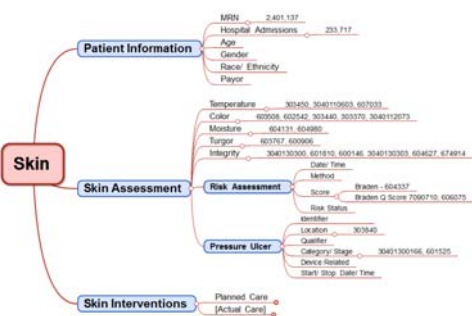 MRN 2,401,137
Hospital Admissions 233,717
Age
Gender
Race/ Ethnicity
Payor
Patient Information
Temperature 303450, 3040110603, 607033
Color 603508, 602542, 303440, 303370, 3040112073
Moisture 604131, 604980
Turgor 603767, 600906
Integrity 3040130300, 601810, 600146, 3040130303, 604627, 674914
Skin
Skin Assessment
Risk Assessment
Date/ Time
Method
Score
Braden - 604337
Braden Q Score 7090710, 606075
Risk Status
Pressure Ulcer
Identifier
Location 303840
Qualifier
Category/ Stage 30401300166, 601525
Device Related
Start/ Stop Date/ Time
Skin Interventions
Planned Care
[Actual Care]